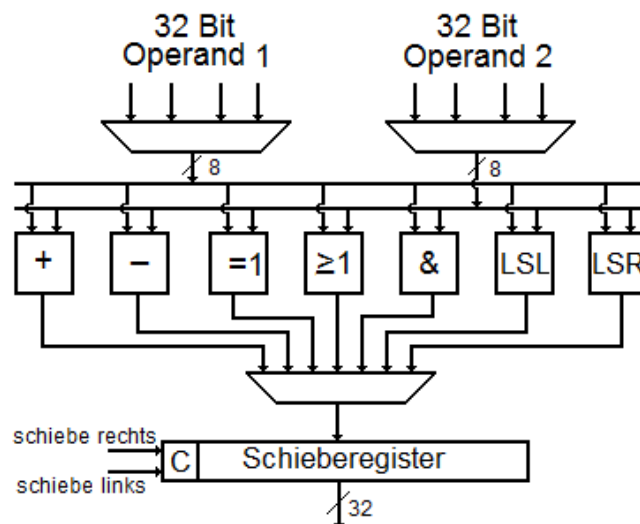 32 Bit
Operand 1
32 Bit
Operand 2
8
8
+
−
=1
≥1
&
LSL
LSR
schiebe rechts
schiebe links
C
Schieberegister
32